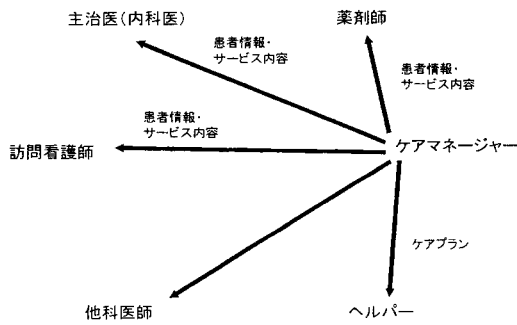 主治医(内科医)
薬剤師
患者情報・
サービス内容
患者情報・
サービス内容
患者情報・
サービス内容
訪問看護師
ケアマネージャー
ケアプラン
他科医師
ヘルパー